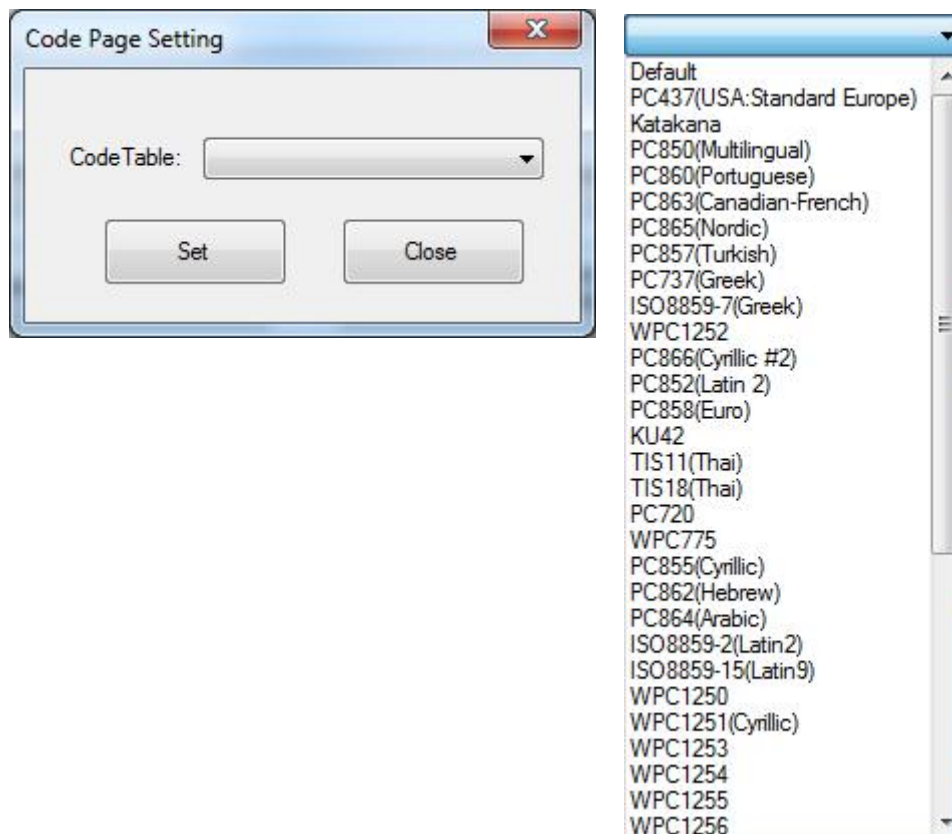 Code Page Setting
CodeTable:
Set
Close
Default
PC437(USA:Standard Europe)
Katakana
PC850(Multilingual)
PC860(Portuguese)
PC863(Canadian-French)
PC865(Nordic)
PC857(Turkish)
PC737(Greek)
ISO8859-7(Greek)
WPC1252
PC866(Cyrillic #2)
PC852(Latin 2)
PC858(Euro)
KU42
TIS11(Thai)
TIS18(Thai)
PC720
WPC775
PC855(Cyrillic)
PC862(Hebrew)
PC864(Arabic)
ISO8859-2(Latin2)
ISO8859-15(Latin9)
WPC1250
WPC1251(Cyrillic)
WPC1253
WPC1254
WPC1255
WPC1256